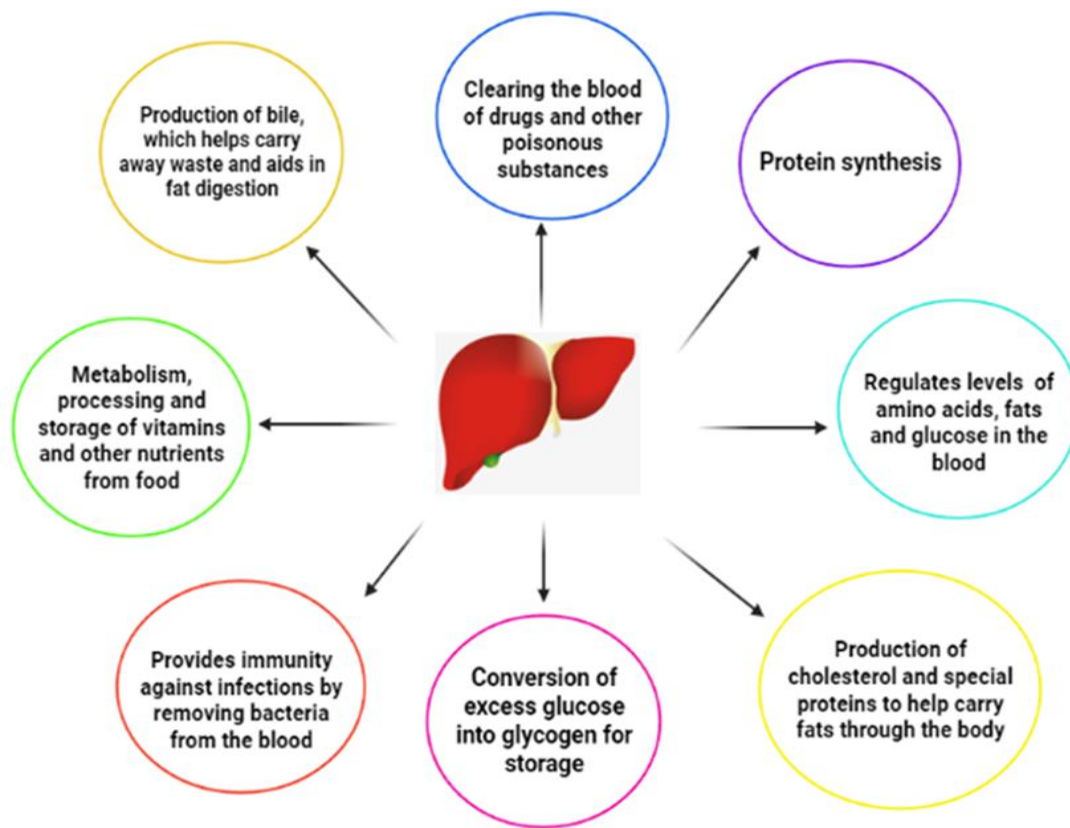 Production of bile,
which helps carry
away waste and aids in
fat digestion
Clearing the blood
of drugs and other
poisonous
substances
Protein synthesis
Metabolism,
processing and
storage of vitamins
and other nutrients
from food
Regulates levels of
amino acids, fats
and glucose in the
blood
Provides immunity
against infections by
removing bacteria
from the blood
Conversion of
excess glucose
into glycogen for
storage
Production of
cholesterol and special
proteins to help carry
fats through the body